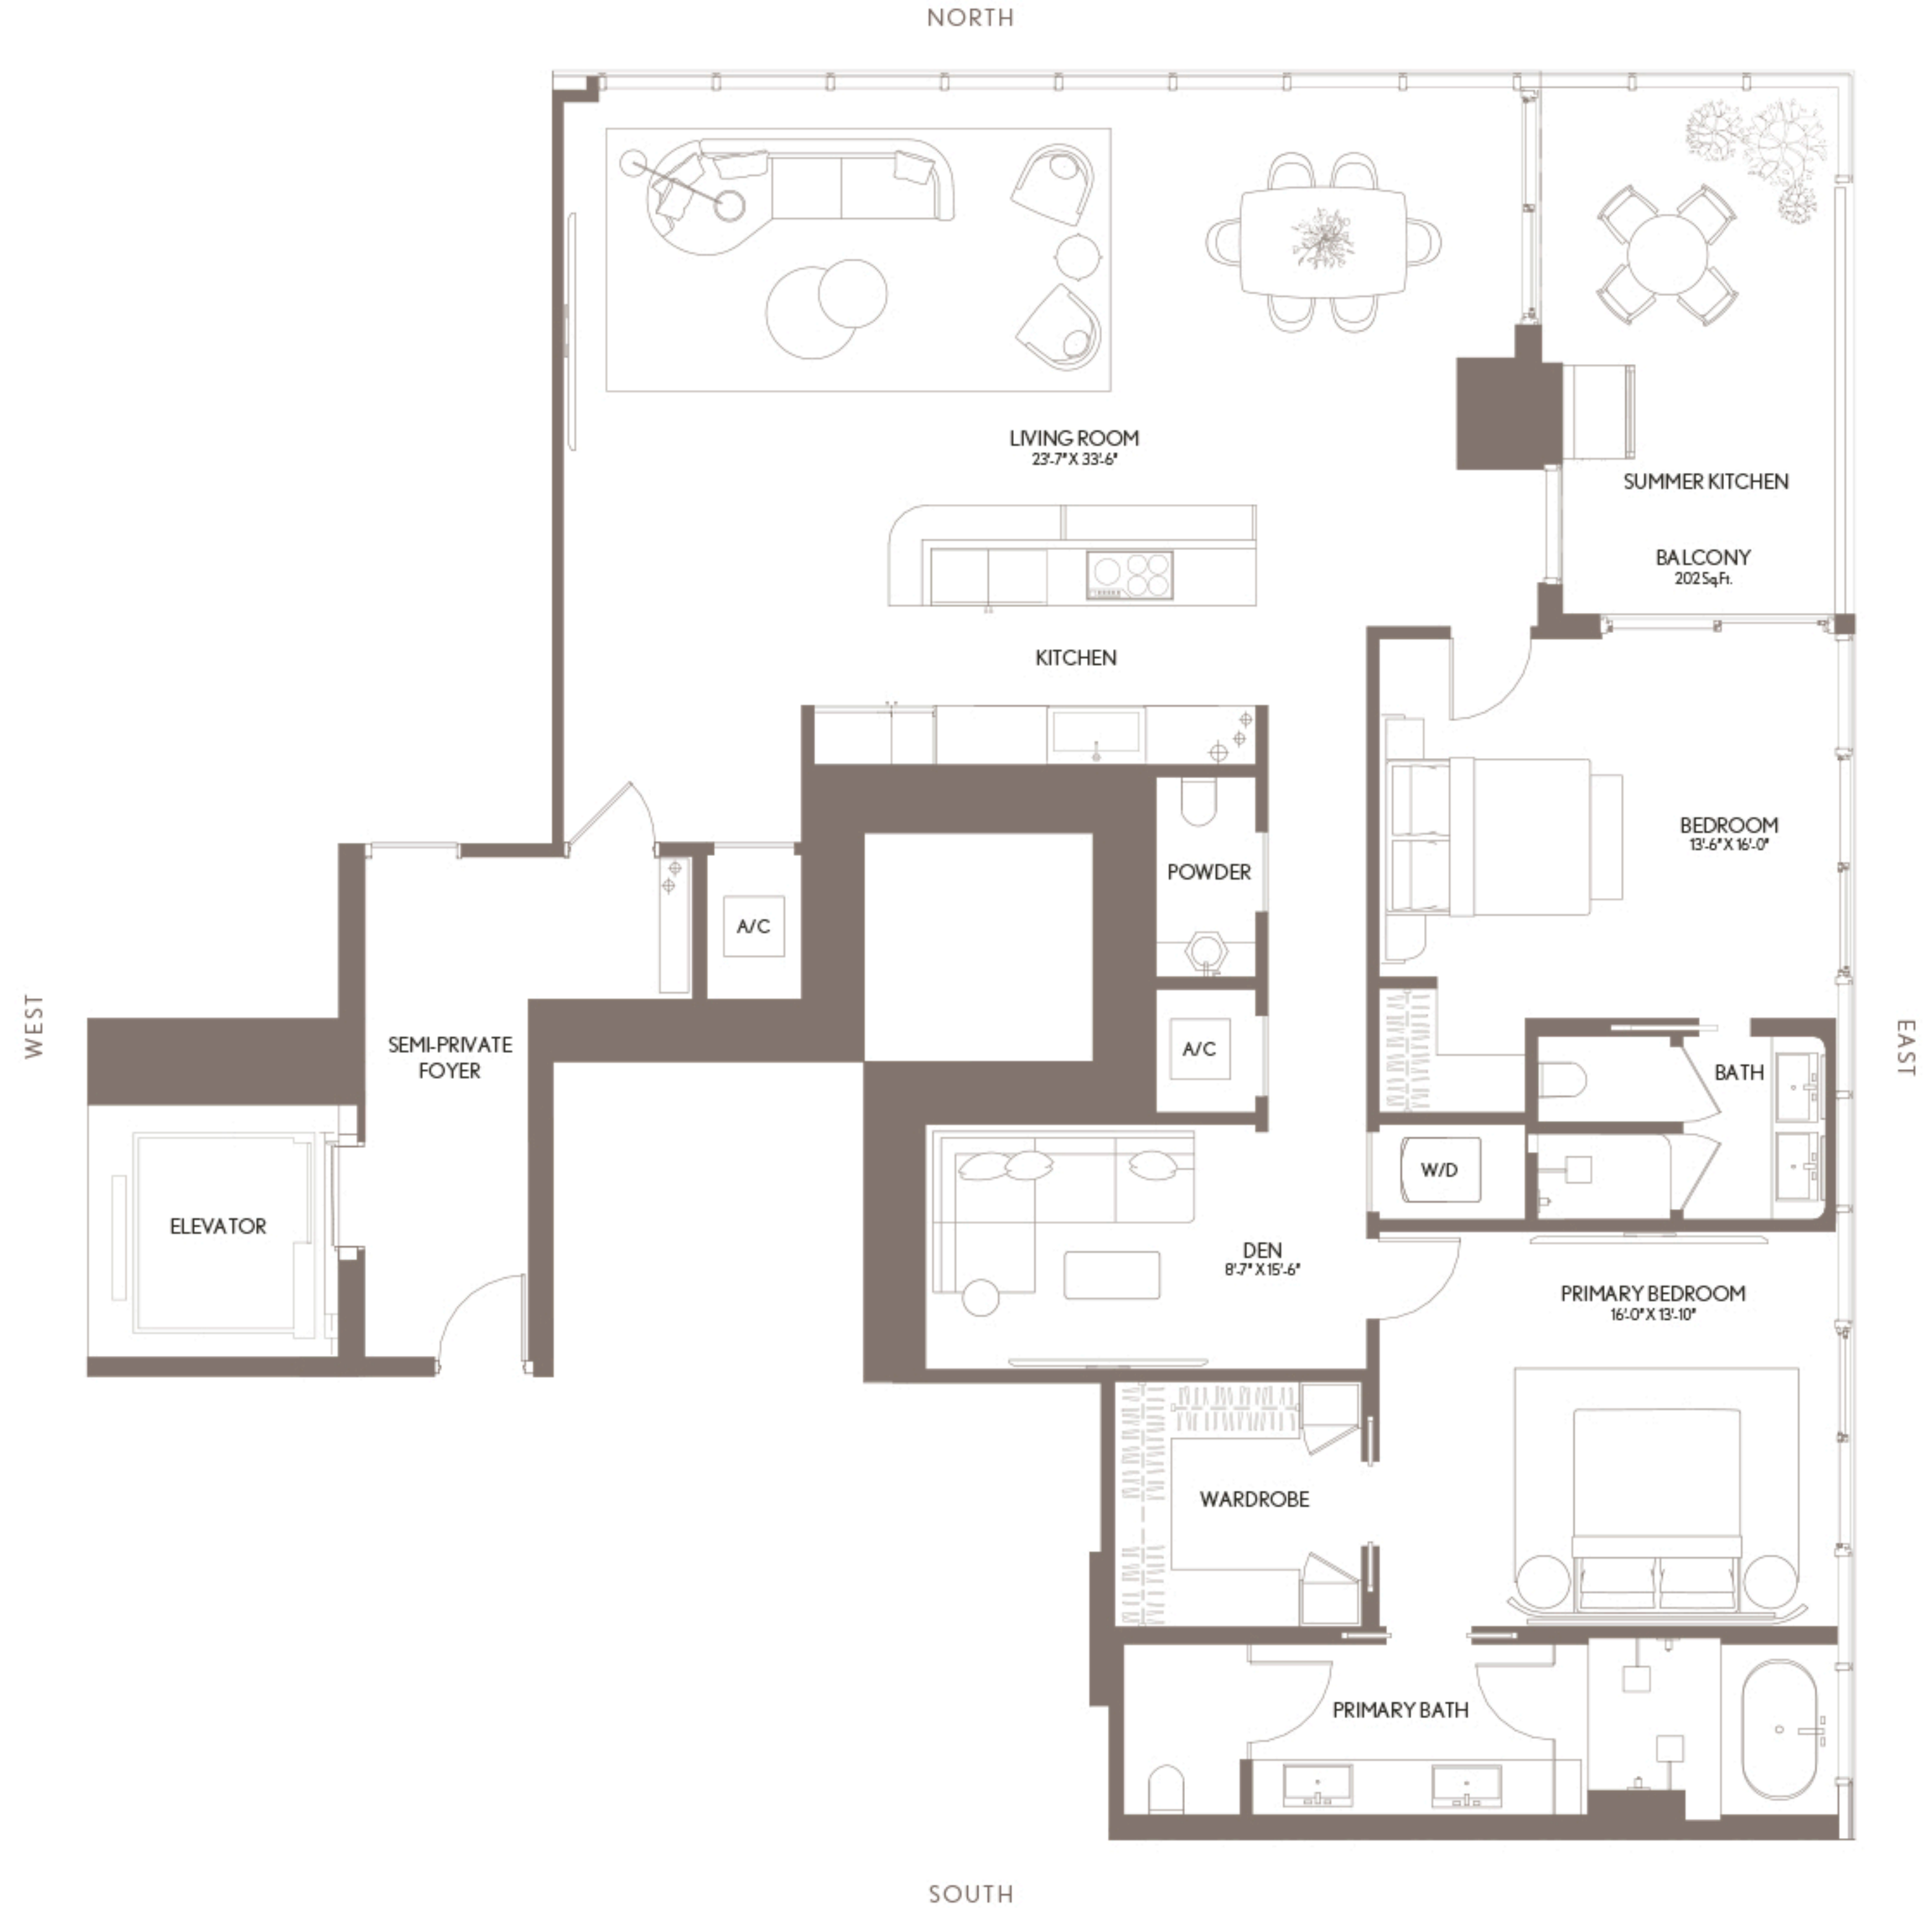 NORTH
LIVING ROOM
23'-7" X 33'-6"
SUMMER KITCHEN
BALCONY
202 Sq.Ft.
KITCHEN
BEDROOM
13'-6" X 16'-0"
POWDER
A/C
WEST
SEMI-PRIVATE
FOYER
A/C
BATH
EAST
W/D
ELEVATOR
DEN
8'-7" X 15'-6"
PRIMARY BEDROOM
16'-0" X 13'-10"
WARDROBE
PRIMARY BATH
SOUTH